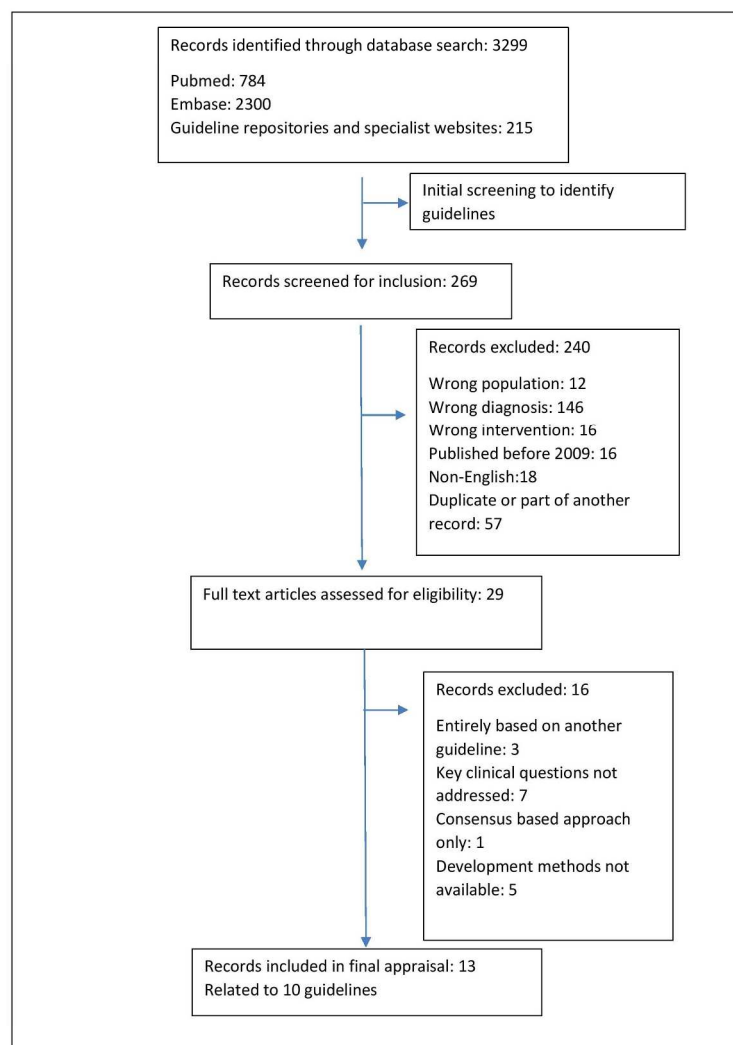 Records identified through database search: 3299
Pubmed: 784
Embase: 2300
Guideline repositories and specialist websites: 215
Initial screening to identify
guidelines
Records screened for inclusion: 269
Records excluded: 240
Wrong population: 12
Wrong diagnosis: 146
Wrong intervention: 16
Published before 2009: 16
Non-English:18
Duplicate or part of another
record: 57
Full text articles assessed for eligibility: 29
Records excluded: 16
Entirely based on another
guideline: 3
Key clinical questions not
addressed: 7
Consensus based approach
only: 1
Development methods not
available: 5
Records included in final appraisal: 13
Related to 10 guidelines